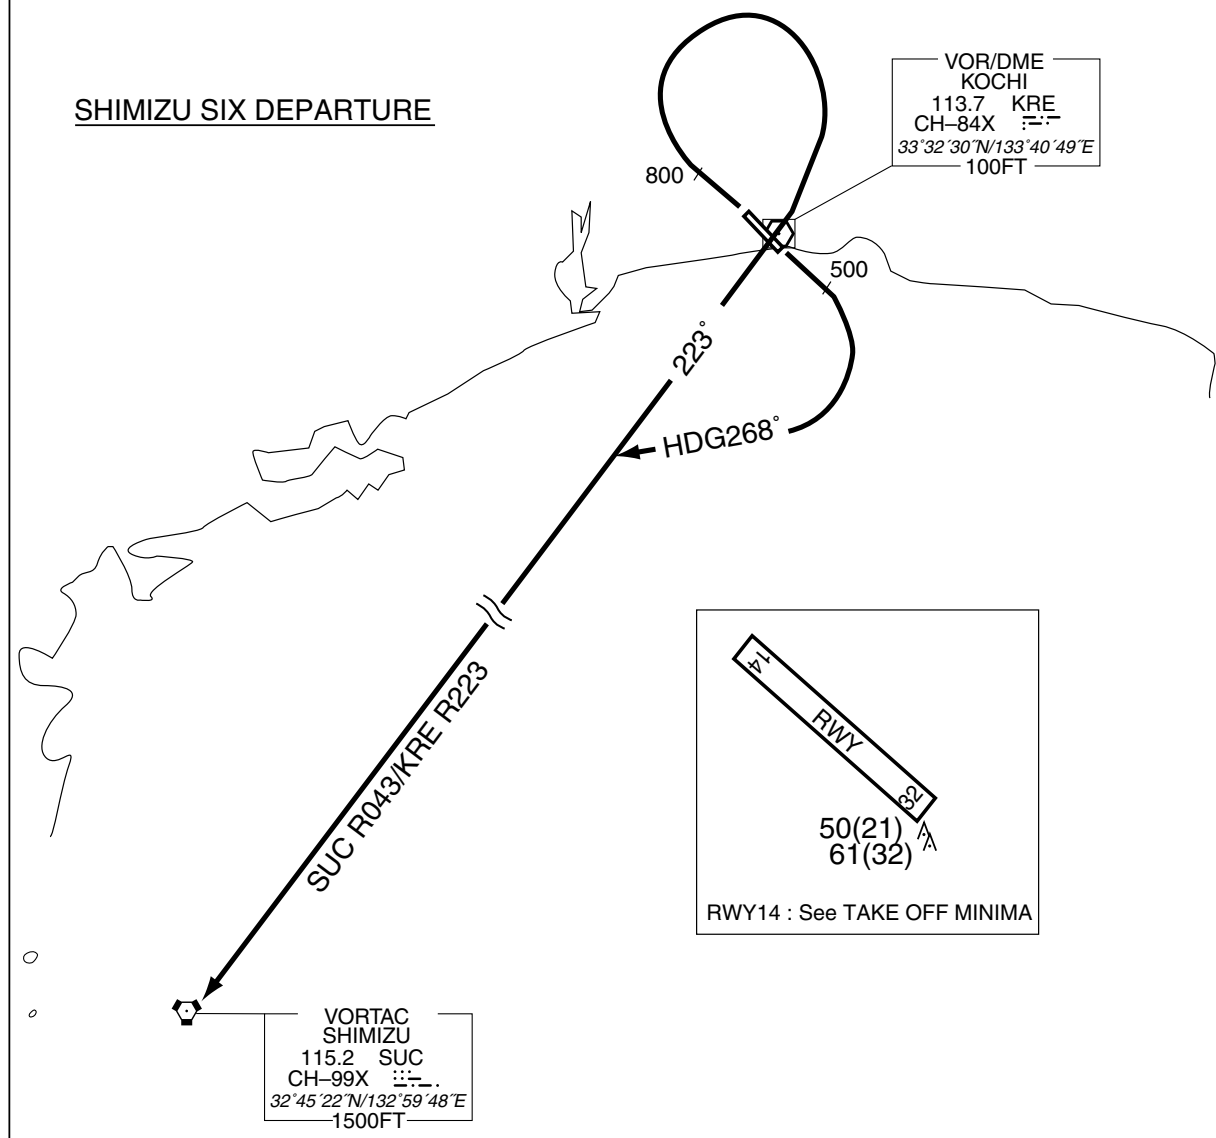 SHIMIZU SIX DEPARTURE
VOR/DME
KOCHI
113.7 KRE
CH–84X
33°32´30˝N/133°40´49˝E
100FT
800
500
223°
HDG268°
SUC R043/KRE R223
14
RWY
32
50(21)
61(32)
RWY14 : See TAKE OFF MINIMA
VORTAC
SHIMIZU
115.2 SUC
CH–99X
32°45´22˝N/132°59´48˝E
1500FT